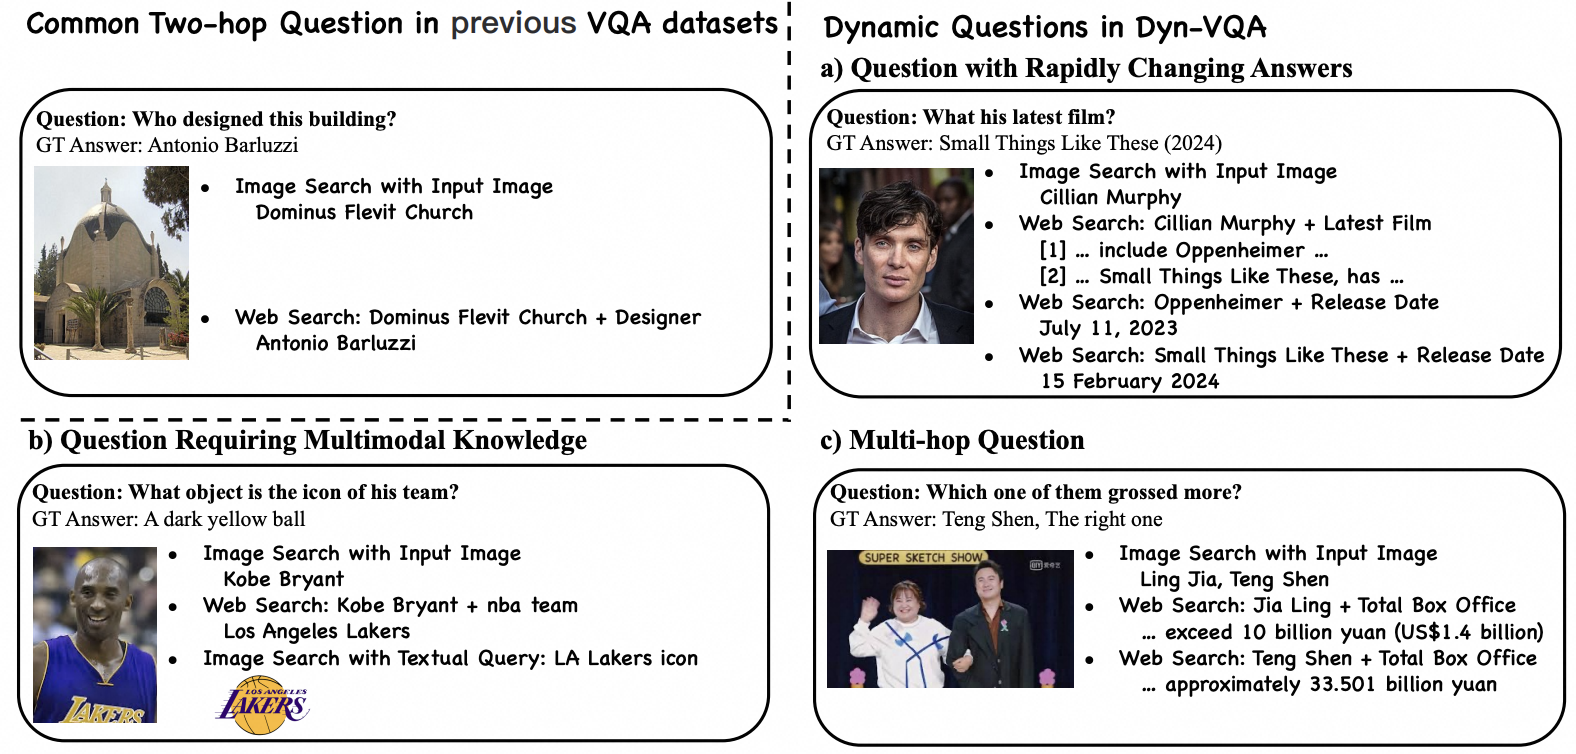 Common Two-hop Question in previous VQA datasets
Question: Who designed this building?
GT Answer: Antonio Barluzzi
• Image Search with Input Image
Dominus Flevit Church
• Web Search: Dominus Flevit Church + Designer
Antonio Barluzzi
Dynamic Questions in Dyn-VQA
a) Question with Rapidly Changing Answers
Question: What his latest film?
GT Answer: Small Things Like These (2024)
• Image Search with Input Image
Cillian Murphy
• Web Search: Cillian Murphy + Latest Film
[1] ... include Oppenheimer ...
[2] ... Small Things Like These, has ...
• Web Search: Oppenheimer + Release Date
July 11, 2023
• Web Search: Small Things Like These + Release Date
15 February 2024
b) Question Requiring Multimodal Knowledge
Question: What object is the icon of his team?
GT Answer: A dark yellow ball
• Image Search with Input Image
Kobe Bryant
• Web Search: Kobe Bryant + nba team
Los Angeles Lakers
• Image Search with Textual Query: LA Lakers icon
LAKERS
LOS ANGELES
LAKERS
c) Multi-hop Question
Question: Which one of them grossed more?
GT Answer: Teng Shen, The right one
SUPER SKETCH SHOW
• Image Search with Input Image
Ling Jia, Teng Shen
• Web Search: Jia Ling + Total Box Office
... exceed 10 billion yuan (US$1.4 billion)
• Web Search: Teng Shen + Total Box Office
... approximately 33.501 billion yuan